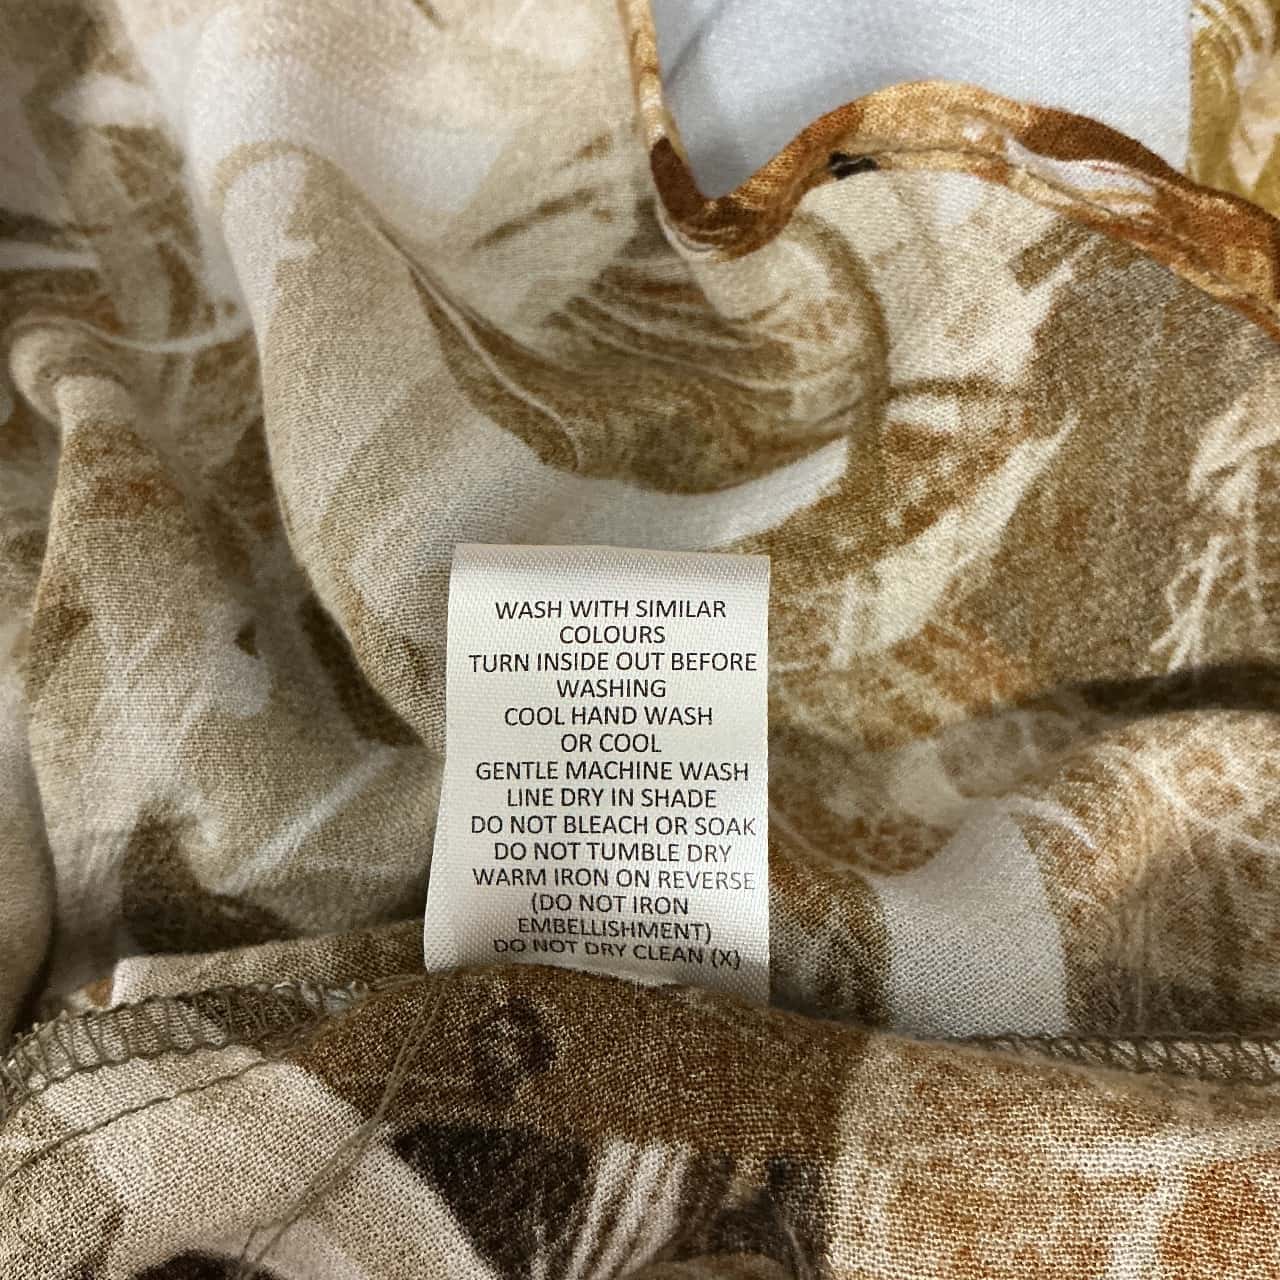 WASH WITH SIMILAR
COLOURS
TURN INSIDE OUT BEFORE
WASHING
COOL HAND WASH
OR COOL
GENTLE MACHINE WASH
LINE DRY IN SHADE
DO NOT BLEACH OR SOAK
DO NOT TUMBLE DRY
WARM IRON ON REVERSE
(DO NOT IRON
EMBELLISHMENT)
DO NOT DRY CLEAN (X)